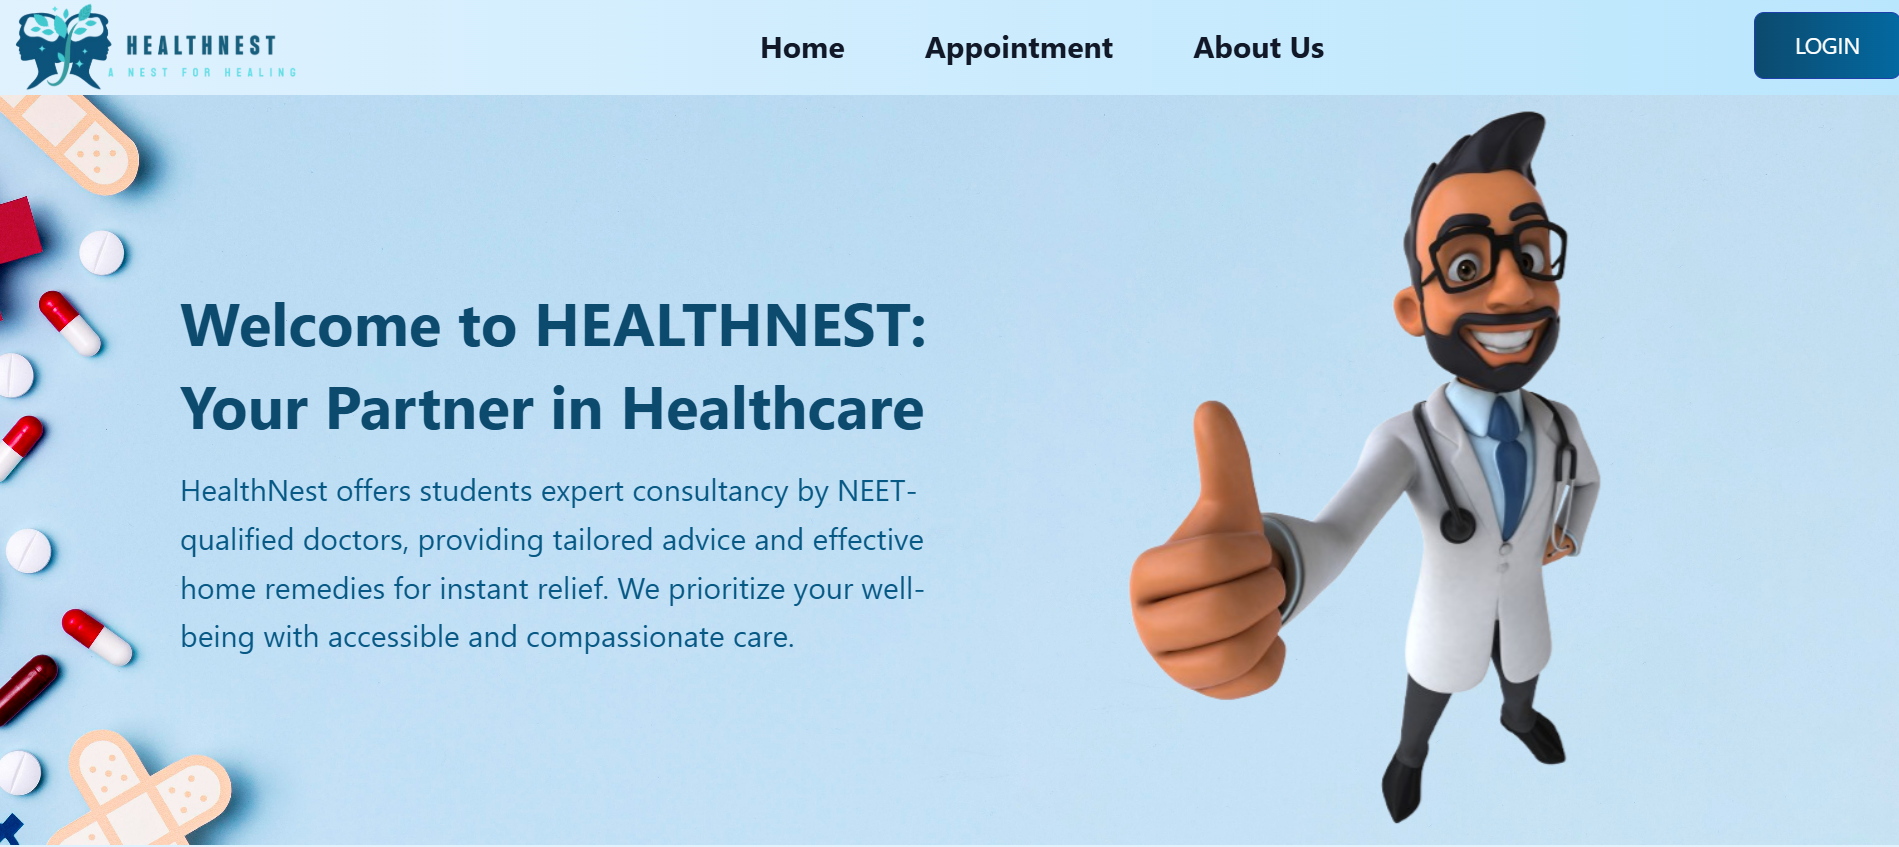 HEALTHNEST
A NEST FOR HEALING
Home
Appointment
About Us
LOGIN
Welcome to HEALTHNEST:
Your Partner in Healthcare
HealthNest offers students expert consultancy by NEET-
qualified doctors, providing tailored advice and effective
home remedies for instant relief. We prioritize your well-
being with accessible and compassionate care.